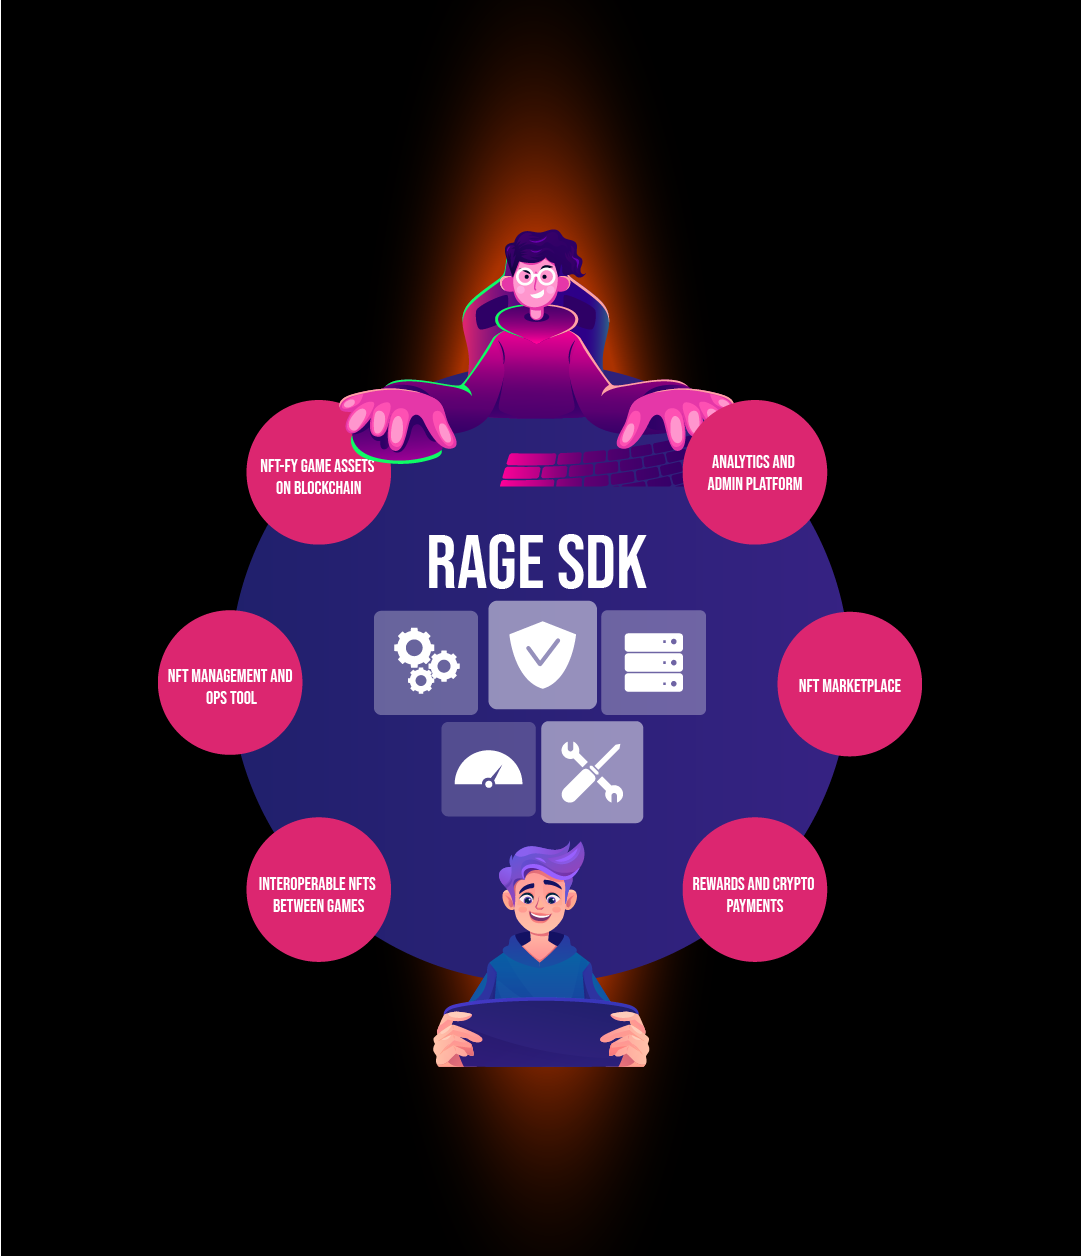 NFT-FY GAME ASSETS
ON BLOCKCHAIN
ANALYTICS AND
ADMIN PLATFORM
RAGE SDK
NFT MANAGEMENT AND
OPS TOOL
NFT MARKETPLACE
INTEROPERABLE NFTS
BETWEEN GAMES
REWARDS AND CRYPTO
PAYMENTS